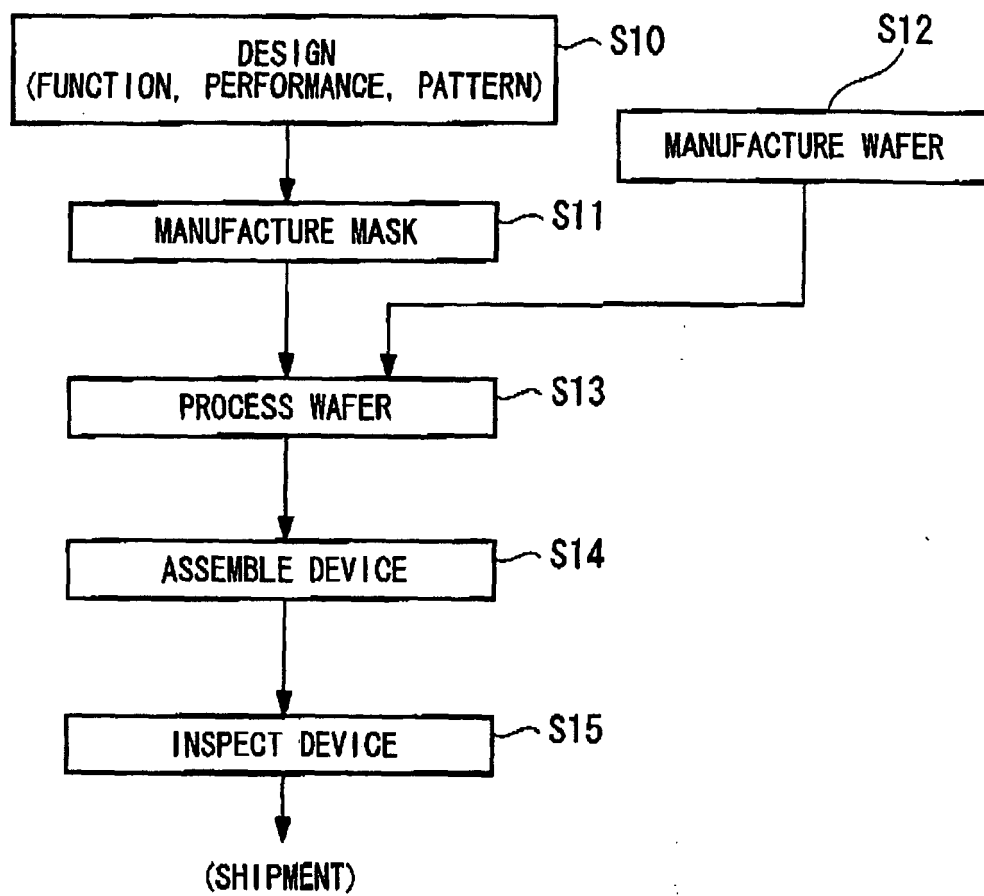 DESIGN
(FUNCTION, PERFORMANCE, PATTERN)
S10
S12
MANUFACTURE WAFER
MANUFACTURE MASK
S11
PROCESS WAFER
S13
ASSEMBLE DEVICE
S14
INSPECT DEVICE
S15
(SHIPMENT)